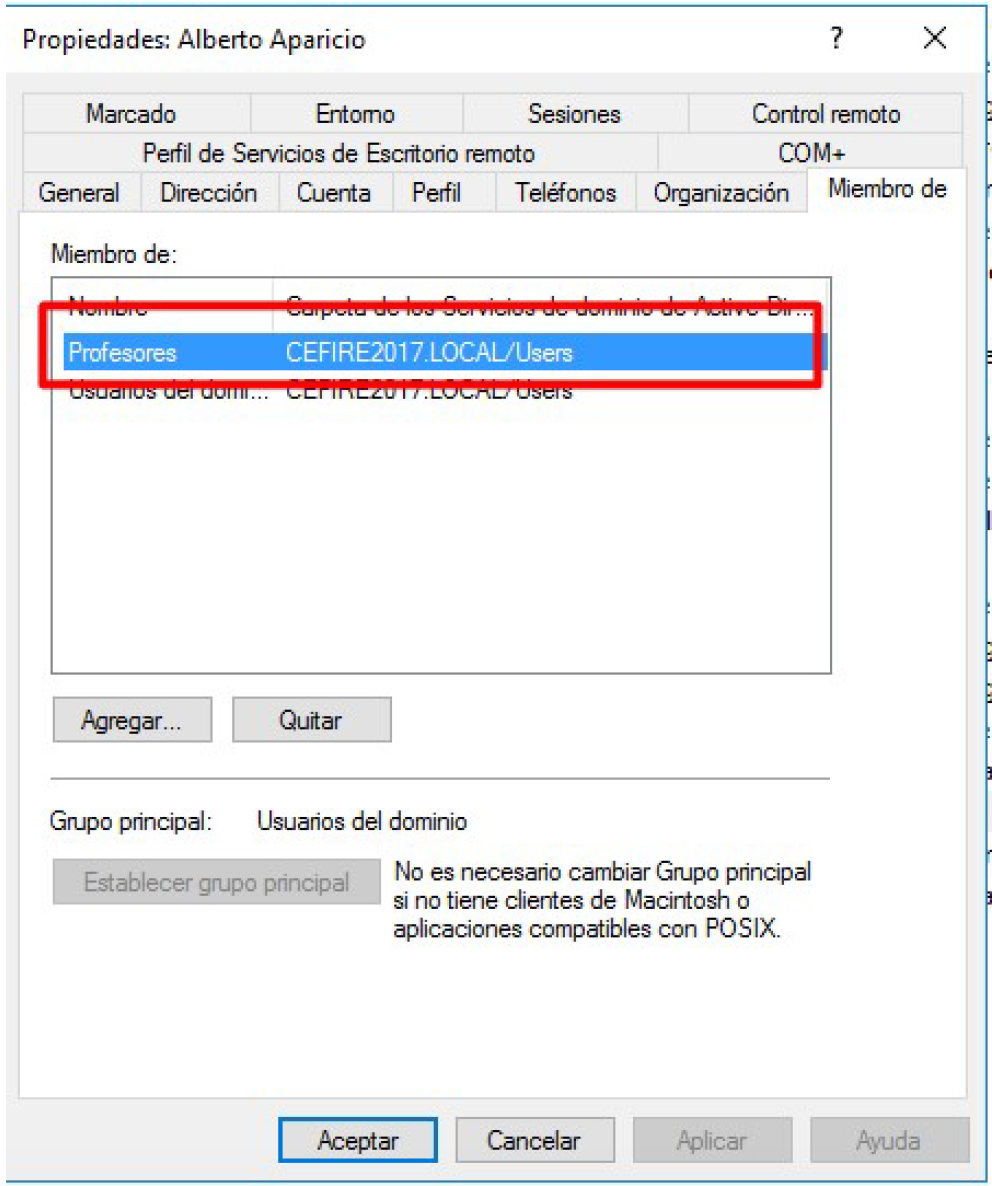 Propiedades: Alberto Aparicio ? ×
Marcado Entorno Sesiones Control remoto
Perfil de Servicios de Escritorio remoto COM+
General Dirección Cuenta Perfil Teléfonos Organización Miembro de
Miembro de:
Nombre Carpeta de los Servicios de dominio de Active Dir...
Profesores CEFIRE2017.LOCAL/Users
Usuarios del domi... CEFIRE2017.LOCAL/Users
Agregar... Quitar
Grupo principal: Usuarios del dominio
Establecer grupo principal
No es necesario cambiar Grupo principal
si no tiene clientes de Macintosh o
aplicaciones compatibles con POSIX.
Aceptar Cancelar Aplicar Ayuda